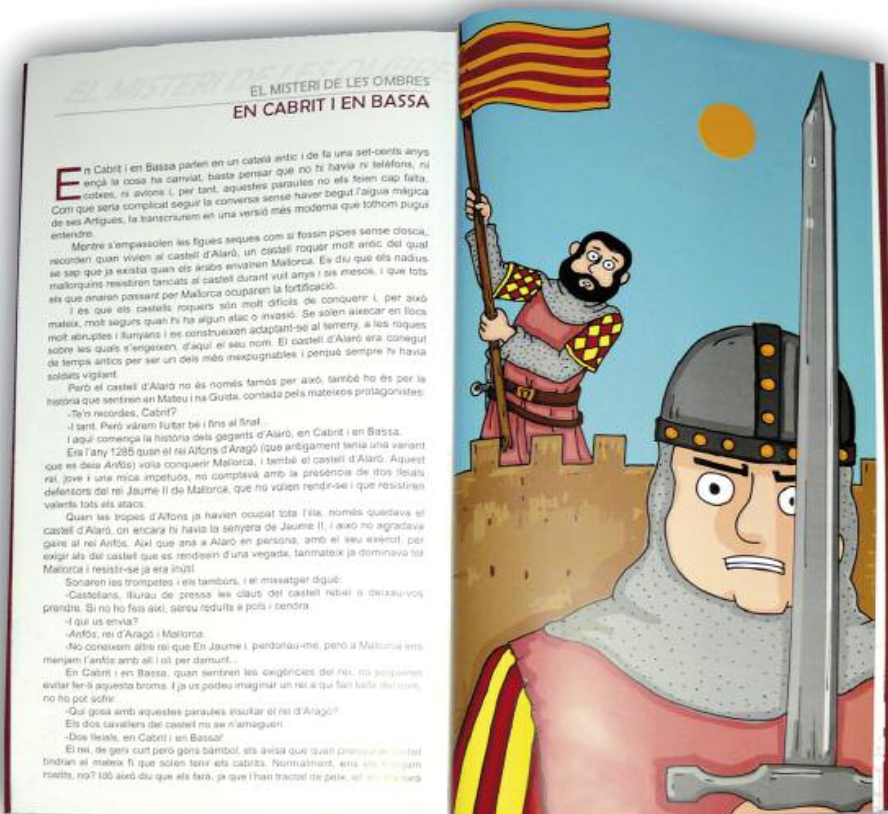 EL MISTERI DE LES OMBRES
EN CABRIT I EN BASSA
En Cabrit i en Bassa parlen en un català antic i de fa uns set-cents anys
ençà la cosa ha canviat, basta pensar que no hi havia ni telèfons, ni
cotxes, ni avions i, per tant, aquestes paraules no els feien cap falta.
Com que seria complicat seguir la conversa sense haver begut l'aigua màgica
de ses Artigues, la transcriurem en una versió més moderna que tothom pugui
entendre.
Mentre s'empassolen les figues seques com si fossin pipes sense closca,
recorden quan vivien al castell d'Alaró, un castell roquer molt antic del qual
se sap que ja existia quan els àrabs envaïren Mallorca. Es diu que els nadius
mallorquins resistiren tancats al castell durant vuit anys i sis mesos, i que tots
els que anaren passant per Mallorca ocuparen la fortificació.
I és que els castells roquers són molt difícils de conquerir i, per això
mateix, molt segurs quan hi ha algun atac o invasió. Se solen aixecar en llocs
molt abruptes i llunyans i es construeixen adaptant-se al terreny, a les roques
sobre les quals s'engeixen, d'aquí el seu nom. El castell d'Alaró era conegut
de temps antics per ser un dels més inexpugnables i perquè sempre hi havia
soldats vigilant.
Però el castell d'Alaró no és només famós per això, també ho és per la
història que sentiren en Mateu i na Guida, contada pels mateixos protagonistes:
-Te'n recordes, Cabrit?
-I tant. Però vàrem lluitar bé i fins al final...
I aquí comença la història dels gegants d'Alaró, en Cabrit i en Bassa.
Era l'any 1285 quan el rei Alfons d'Aragó (que antigament tenia una variant
que es deia Anfós) volia conquerir Mallorca, i també el castell d'Alaró. Aquest
rei, jove i una mica impetuós, no comptava amb la presència de dos lleials
defensors del rei Jaume II de Mallorca, que no volien rendir-se i que resistiren
valents tots els atacs.
Quan les tropes d'Alfons ja havien ocupat tota l'illa, només quedava el
castell d'Alaró, on encara hi havia la senyera de Jaume II, i això no agradava
gaire al rei Anfós. Així que anà a Alaró en persona, amb el seu exèrcit, per
exigir als del castell que es rendissin d'una vegada, tanmateix ja dominava tot
Mallorca i resistir-se ja era inútil.
Sonaren les trompetes i els tambors, i el missatger digué:
-Castellans, lliurau de pressa les claus del castell rebel o deixau-vos
prendre. Si no ho feis així, sereu reduïts a pols i cendra.
-I qui us envia?
-Anfós, rei d'Aragó i Mallorca.
-No coneixem altre rei que En Jaume i, perdonau-me, però a Mallorca ens
menjam l'anfós amb all i oli per damunt...
En Cabrit i en Bassa, quan sentiren les exigències del rei, no pogueren
evitar fer-li aquesta broma. I ja us podeu imaginar un rei a qui fan befa del nom,
no ho pot sofrir.
-Qui gosa amb aquestes paraules insultar el rei d'Aragó?
Els dos cavallers del castell no se n'amaguen.
-Dos lleials, en Cabrit i en Bassa!
El rei, de geni curt però gens bàmbol, els avisa que quan prengui el castell
tindran el mateix fi que solen tenir els cabrits. Normalment, ens els menjam
rostits, no? Idò això diu que els farà, ja que l'han tractat de peix, ell els